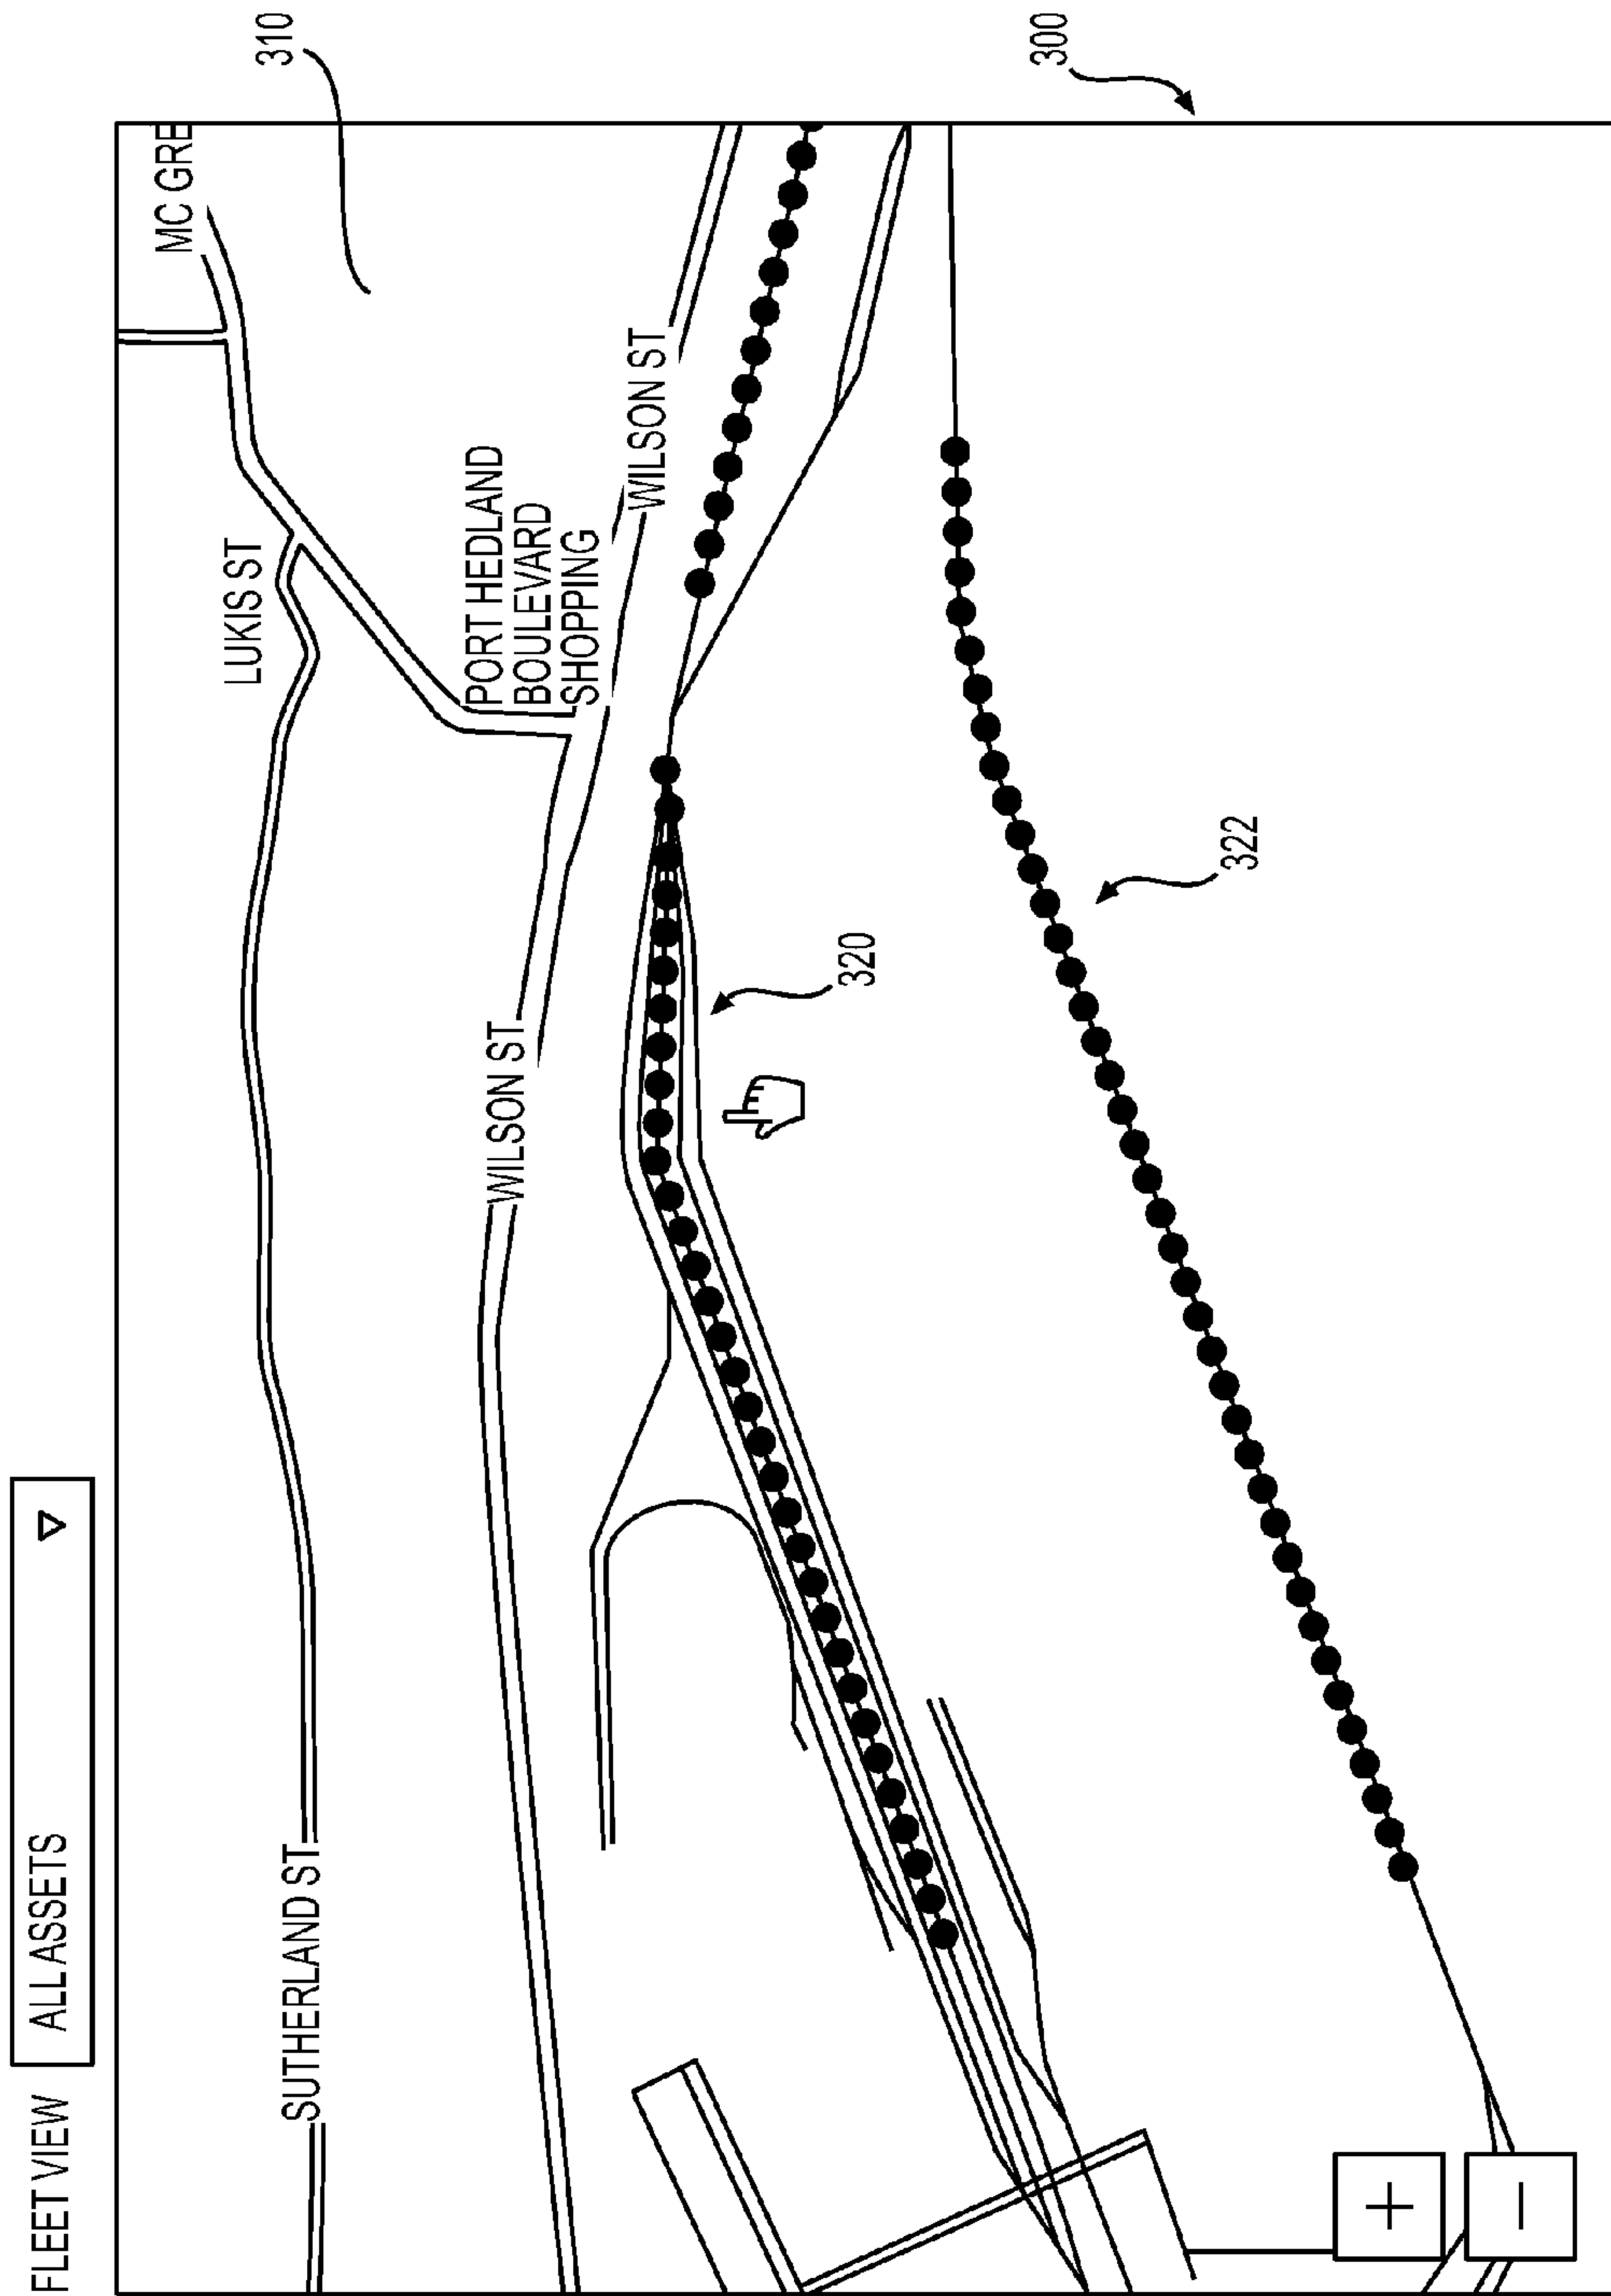 FLEET VIEW
ALL ASSETS
SUTHERLAND ST
LUKIS ST
MC GRE
310
WILSON ST
PORT HEDLAND
BOULEVARD
SHOPPING
WILSON ST
320
322
300
+
−